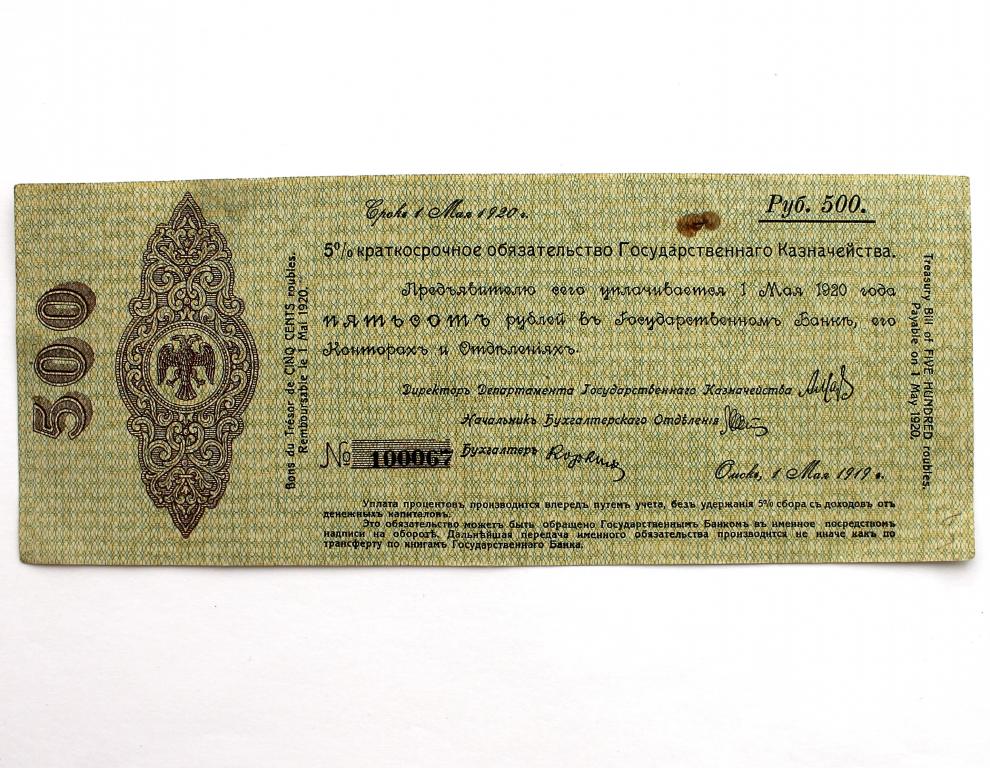 500
Bons du Trésor de CINQ CENTS roubles.
Remboursable le 1 Mai 1920.
Срокъ 1 Мая 1920 г.
Руб. 500.
5% краткосрочное обязательство Государственнаго Казначейства.
Предъявителю сего уплачивается 1 Мая 1920 года
пятьсотъ рублей въ Государственномъ Банкѣ, его
Конторахъ и Отдѣленіяхъ.
Директоръ Департамента Государственнаго Казначейства
Начальникъ Бухгалтерскаго Отдѣленія
№ 100067
Бухгалтеръ
Омскъ, 1 Мая 1919 г.
Уплата процентовъ производится впередъ путемъ учета, безъ удержания 5% сбора съ доходовъ отъ
денежныхъ капиталовъ.
Это обязательство можетъ быть обращено Государственнымъ Банкомъ въ именное посредствомъ
надписи на оборотѣ. Дальнѣйшая передача именного обязательства производится не иначе какъ по
трансферту по книгамъ Государственнаго Банка.
Treasury Bill of FIVE HUNDRED roubles.
Payable on 1 May 1920.